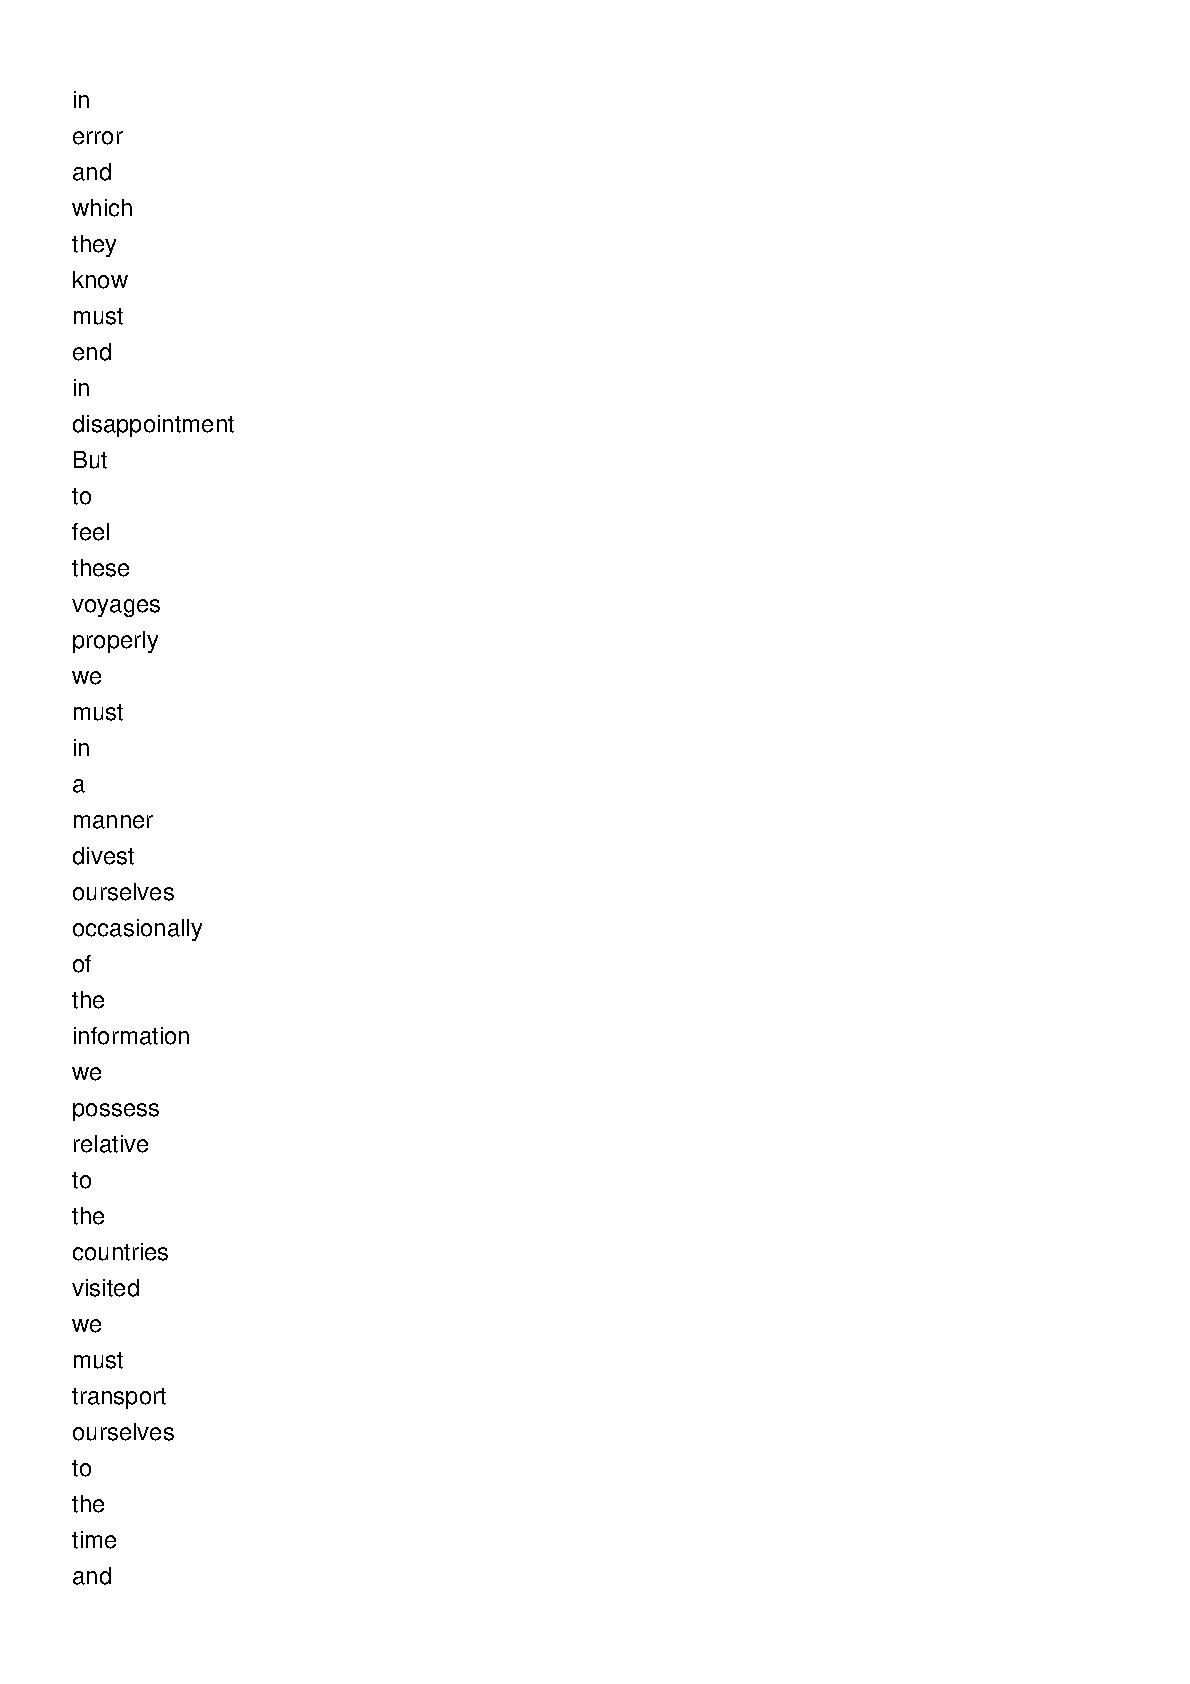 in
error
and
which
they
know
must
end
in
disappointment
But
to
feel
these
voyages
properly
we
must
in
a
manner
divest
ourselves
occasionally
of
the
information
we
possess
relative
to
the
countries
visited
we
must
transport
ourselves
to
the
time
and